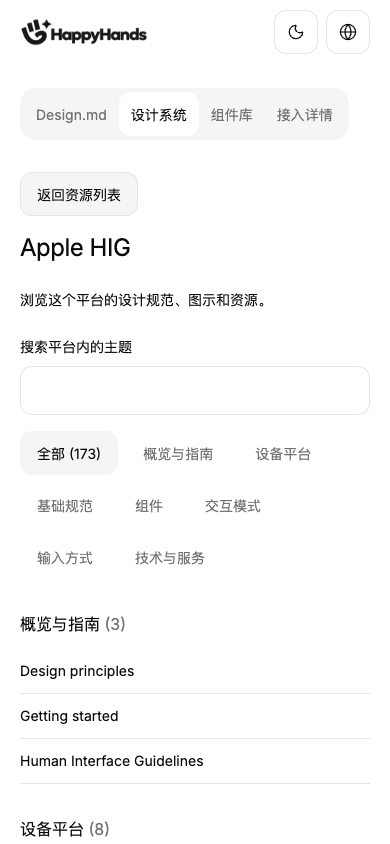 HappyHands
Design.md 设计系统 组件库 接入详情
返回资源列表
Apple HIG
浏览这个平台的设计规范、图示和资源。
搜索平台内的主题
全部 (173) 概览与指南 设备平台
基础规范 组件 交互模式
输入方式 技术与服务
概览与指南 (3)
Design principles
Getting started
Human Interface Guidelines
设备平台 (8)